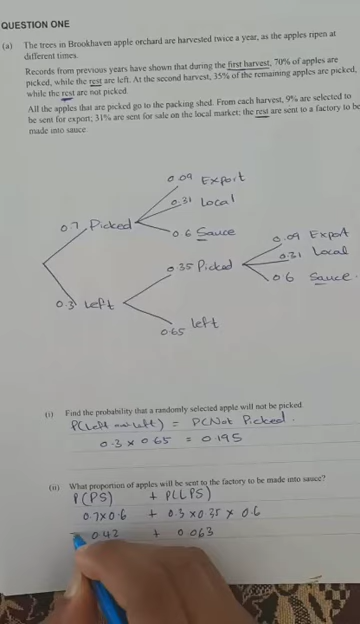 QUESTION ONE
(a) The trees in Brookhaven apple orchard are harvested twice a year, as the apples ripen at
different times.
Records from previous years have shown that during the first harvest, 70% of apples are
picked, while the rest are left. At the second harvest, 35% of the remaining apples are picked,
while the rest are not picked.
All the apples that are picked go to the packing shed. From each harvest, 9% are selected to
be sent for export; 31% are sent for sale on the local market; the rest are sent to a factory to be
made into sauce.
0.09 Export
0.31 Local
0.7 Picked
0.6 Sauce
0.09 Export
0.31 Local
0.35 Picked
0.6 Sauce
0.3 Left
0.65 left
(i) Find the probability that a randomly selected apple will not be picked.
P(Left and Left) = P(Not Picked).
0.3 × 0.65 = 0.195
(ii) What proportion of apples will be sent to the factory to be made into sauce?
P(PS) + P(LPS)
0.7×0.6 + 0.3×0.35 × 0.6
= 0.42 + 0.063